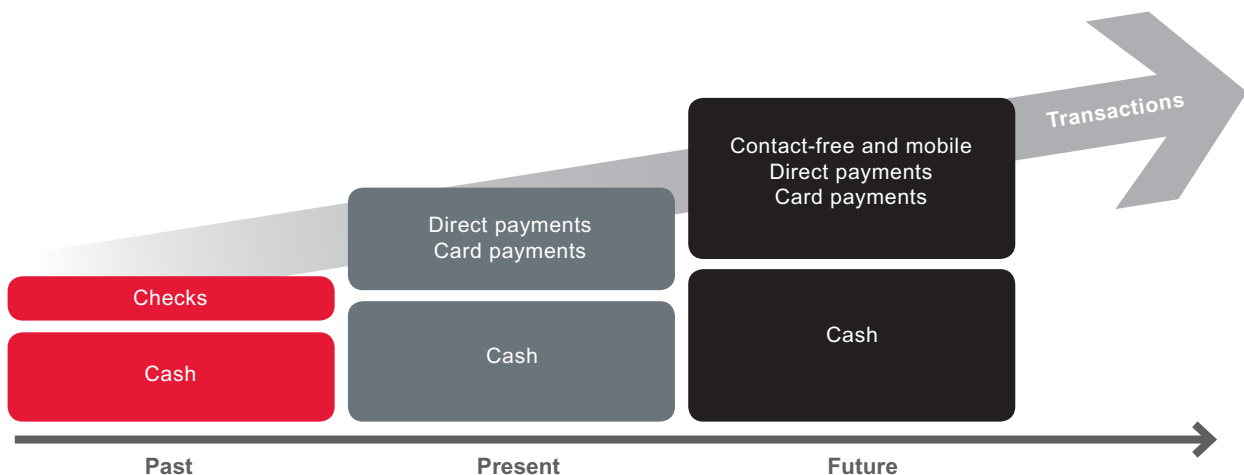 Transactions
Contact-free and mobile
Direct payments
Card payments
Direct payments
Card payments
Checks
Cash
Cash
Cash
Past
Present
Future